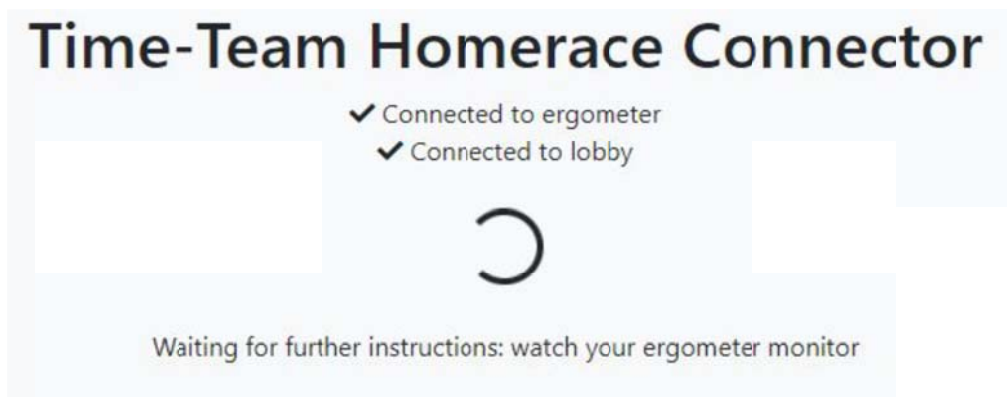 Time-Team Homerace Connector
✔ Connected to ergometer
✔ Connected to lobby
Waiting for further instructions: watch your ergometer monitor